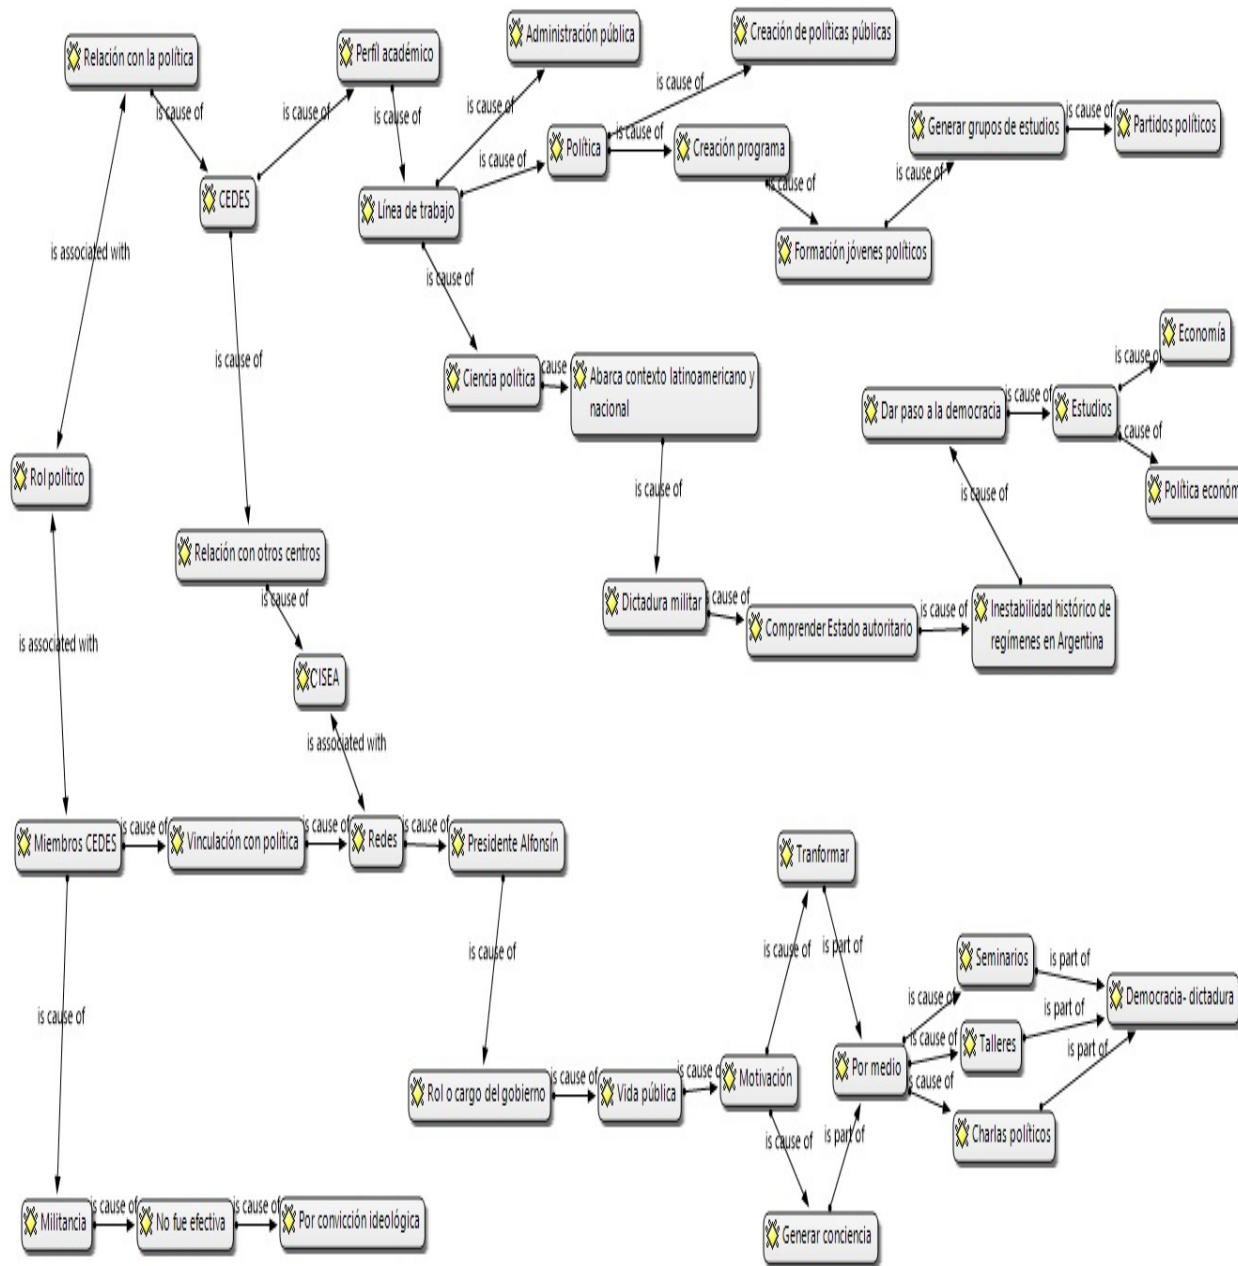 Administración pública
Creación de políticas públicas
Relación con la política
Perfil académico
is cause of
is cause of
is cause of
is cause of
is cause of
Generar grupos de estudios
is cause of
Partidos políticos
Política
is cause of
Creación programa
is cause of
is cause of
is cause of
CEDES
Línea de trabajo
is associated with
Formación jóvenes políticos
is cause of
Economía
is cause of
is cause of
Ciencia política
cause
Abarca contexto latinoamericano y
nacional
Dar paso a la democracia
is cause of
Estudios
is cause of
Rol político
is cause of
is cause of
Política económ
Relación con otros centros
is cause of
Dictadura militar
is cause of
Comprender Estado autoritario
is cause of
Inestabilidad histórico de
regímenes en Argentina
is associated with
CISEA
is associated with
Miembros CEDES
is cause of
Vinculación con política
is cause of
Redes
is cause of
Presidente Alfonsín
Tranformar
is cause of
is cause of
is part of
Seminarios
is part of
is cause of
Democracia- dictadura
is cause of
is cause of
Talleres
is part of
is part of
Rol o cargo del gobierno
is cause of
Vida pública
is cause of
Motivación
Por medio
is cause of
Charlas políticos
is cause of
is part of
Militancia
is cause of
No fue efectiva
is cause of
Por convicción ideológica
Generar conciencia